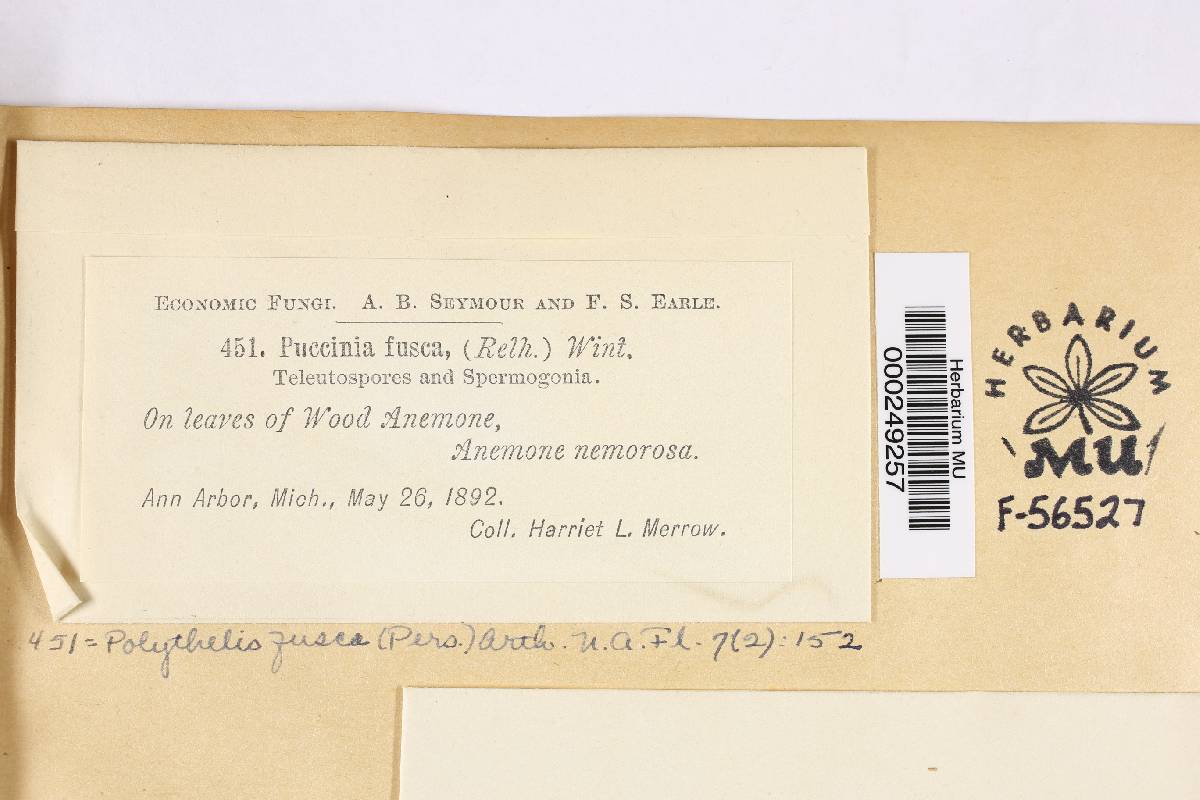 ECONOMIC FUNGI. A. B. SEYMOUR AND F. S. EARLE.
451. Puccinia fusca, (Relh.) Wint.
Teleutospores and Spermogonia.
On leaves of Wood Anemone,
Anemone nemorosa.
Ann Arbor, Mich., May 26, 1892.
Coll. Harriet L. Merrow.
451 = Polythelis fusca (Pers.) Arth. N. A. Fl. 7(2): 152
Herbarium MU
000249257
HERBARIUM
MU
F-56527